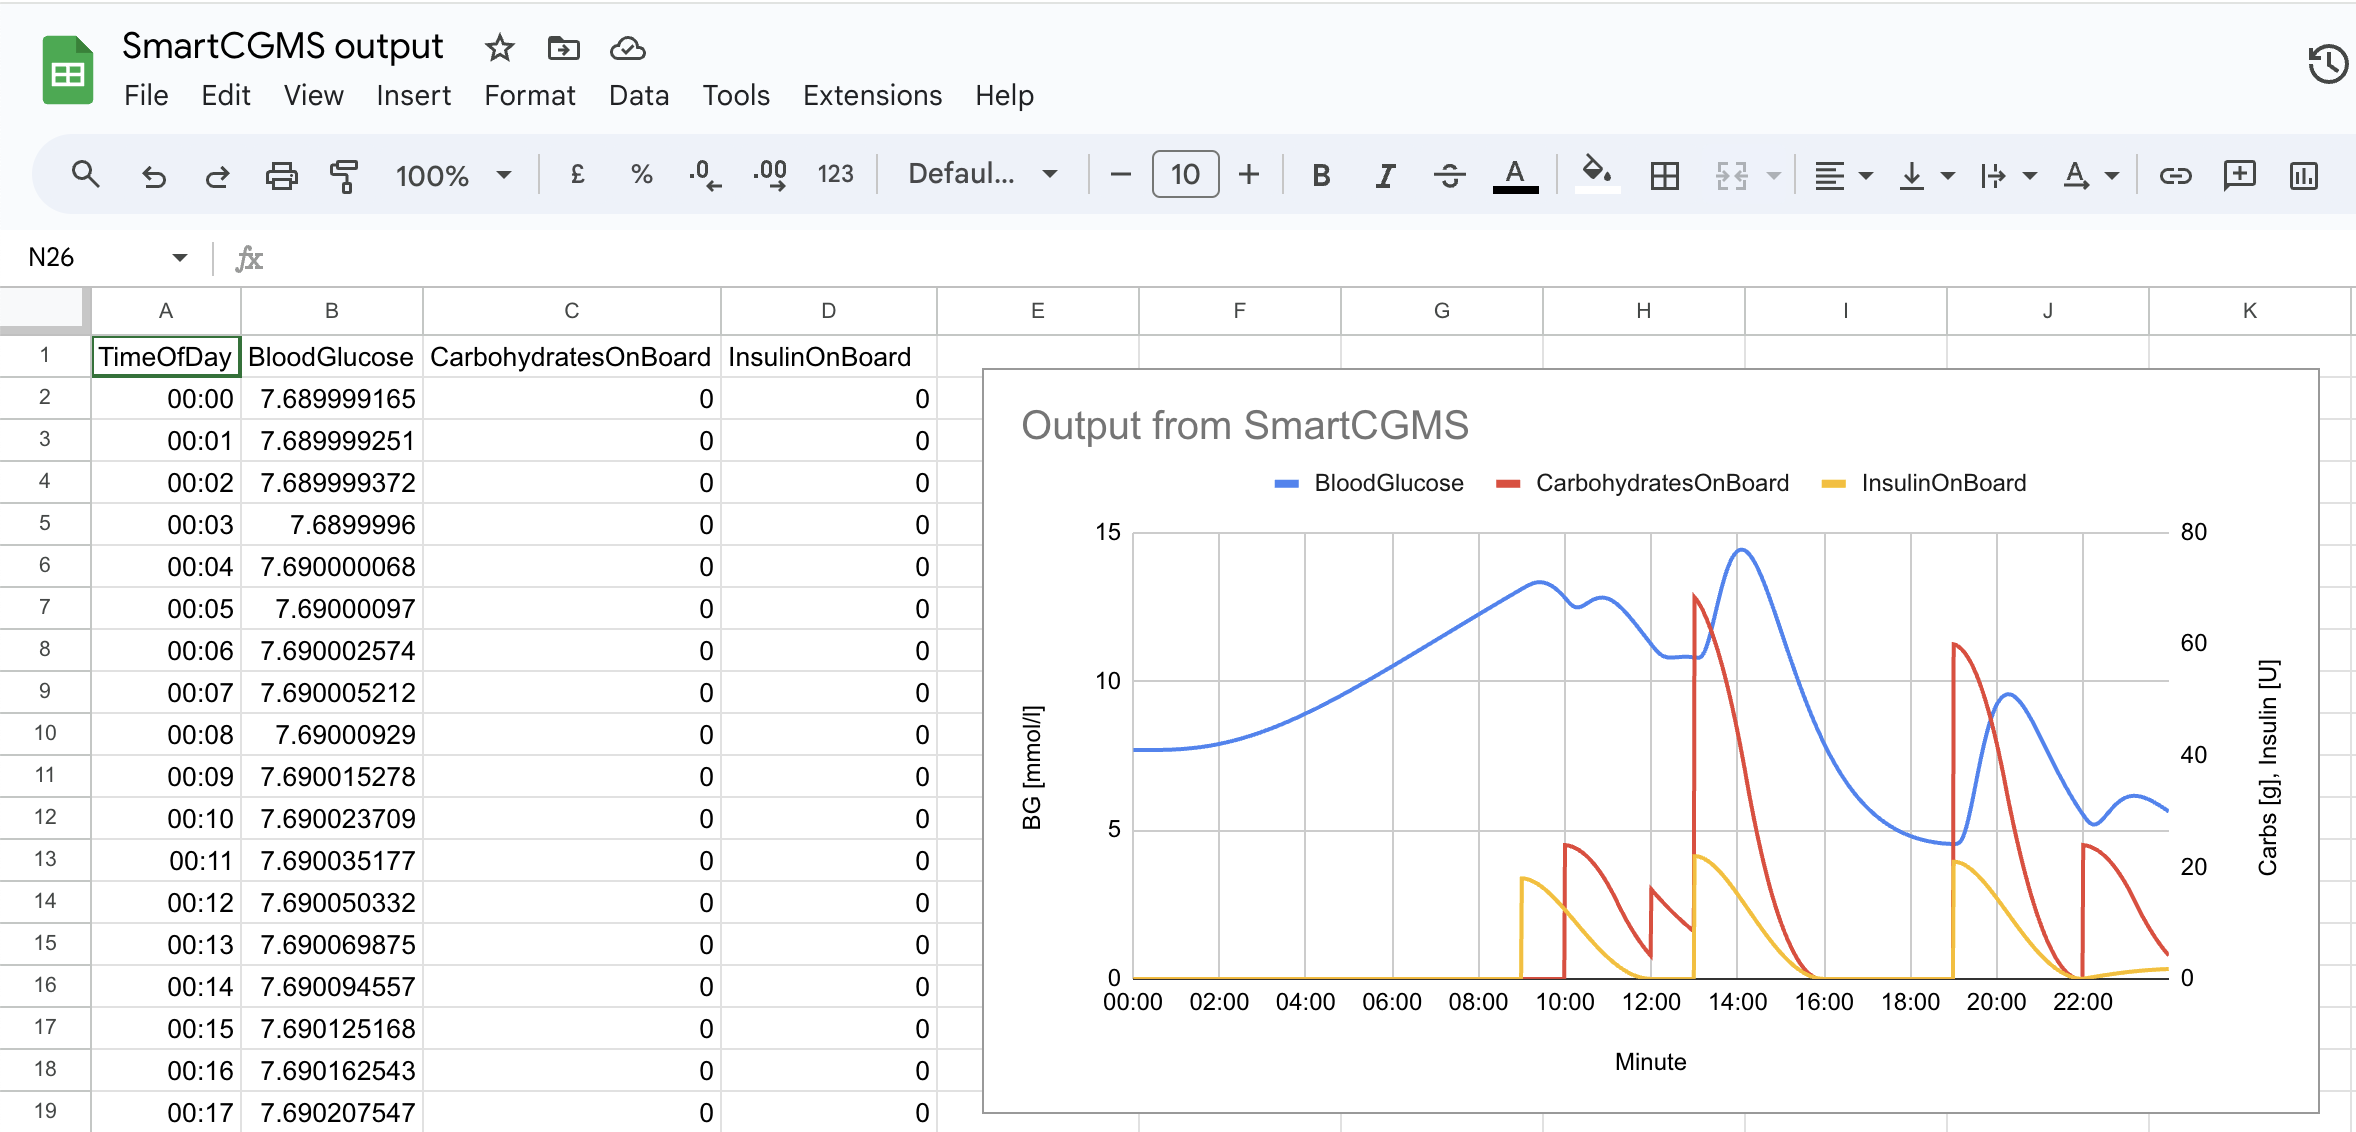 SmartCGMS output
File Edit View Insert Format Data Tools Extensions Help
100% £ % .0 .00 123 Defaul... − 10 + B I S A A
N26 fx
A B C D E F G H I J K
1 TimeOfDay BloodGlucose CarbohydratesOnBoard InsulinOnBoard
2 00:00 7.689999165 0 0
3 00:01 7.689999251 0 0
4 00:02 7.689999372 0 0
5 00:03 7.6899996 0 0
6 00:04 7.690000068 0 0
7 00:05 7.69000097 0 0
8 00:06 7.690002574 0 0
9 00:07 7.690005212 0 0
10 00:08 7.69000929 0 0
11 00:09 7.690015278 0 0
12 00:10 7.690023709 0 0
13 00:11 7.690035177 0 0
14 00:12 7.690050332 0 0
15 00:13 7.690069875 0 0
16 00:14 7.690094557 0 0
17 00:15 7.690125168 0 0
18 00:16 7.690162543 0 0
19 00:17 7.690207547 0 0
Output from SmartCGMS
BloodGlucose CarbohydratesOnBoard InsulinOnBoard
15 80
60
10
40
5
20
0 0
BG [mmol/l]
Carbs [g], Insulin [U]
00:00 02:00 04:00 06:00 08:00 10:00 12:00 14:00 16:00 18:00 20:00 22:00
Minute